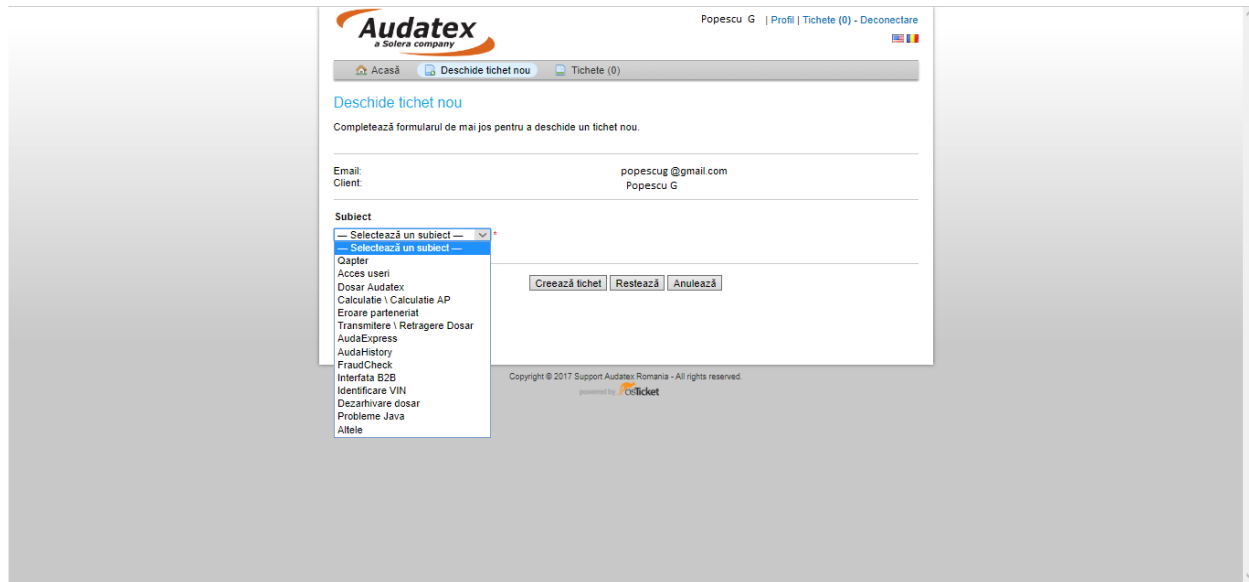 Audatex
a Solera company
Popescu G | Profil | Tichete (0) - Deconectare
Acasă Deschide tichet nou Tichete (0)
Deschide tichet nou
Completează formularul de mai jos pentru a deschide un tichet nou.
Email: popescug @gmail.com
Client: Popescu G
Subiect
— Selectează un subiect — *
— Selectează un subiect —
Qapter
Acces useri
Dosar Audatex
Calculatie \ Calculatie AP
Eroare parteneriat
Transmitere \ Retragere Dosar
AudaExpress
AudaHistory
FraudCheck
Interfata B2B
Identificare VIN
Dezarhivare dosar
Probleme Java
Altele
Creează tichet Restează Anulează
Copyright © 2017 Support Audatex Romania - All rights reserved.
powered by osTicket